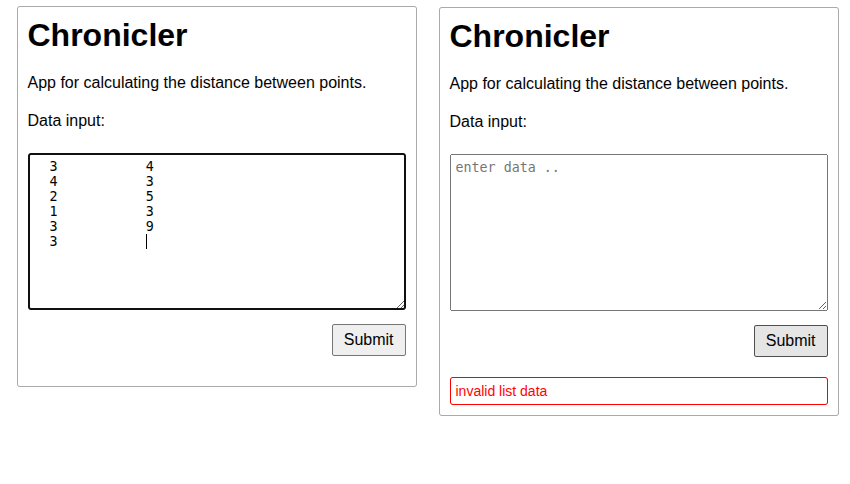 Chronicler
App for calculating the distance between points.
Data input:
3 4
4 3
2 5
1 3
3 9
3
Submit
Chronicler
App for calculating the distance between points.
Data input:
enter data ..
Submit
invalid list data